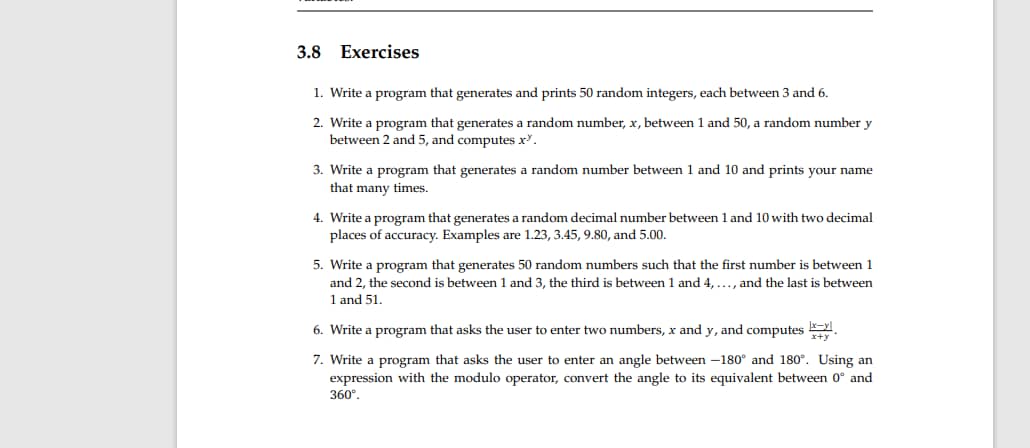 3.8 Exercises
1. Write a program that generates and prints 50 random integers, each between 3 and 6.
2. Write a program that generates a random number, x, between 1 and 50, a random number y
between 2 and 5, and computes xʸ.
3. Write a program that generates a random number between 1 and 10 and prints your name
that many times.
4. Write a program that generates a random decimal number between 1 and 10 with two decimal
places of accuracy. Examples are 1.23, 3.45, 9.80, and 5.00.
5. Write a program that generates 50 random numbers such that the first number is between 1
and 2, the second is between 1 and 3, the third is between 1 and 4, ..., and the last is between
1 and 51.
6. Write a program that asks the user to enter two numbers, x and y, and computes |x−y|/x+y.
7. Write a program that asks the user to enter an angle between −180° and 180°. Using an
expression with the modulo operator, convert the angle to its equivalent between 0° and
360°.